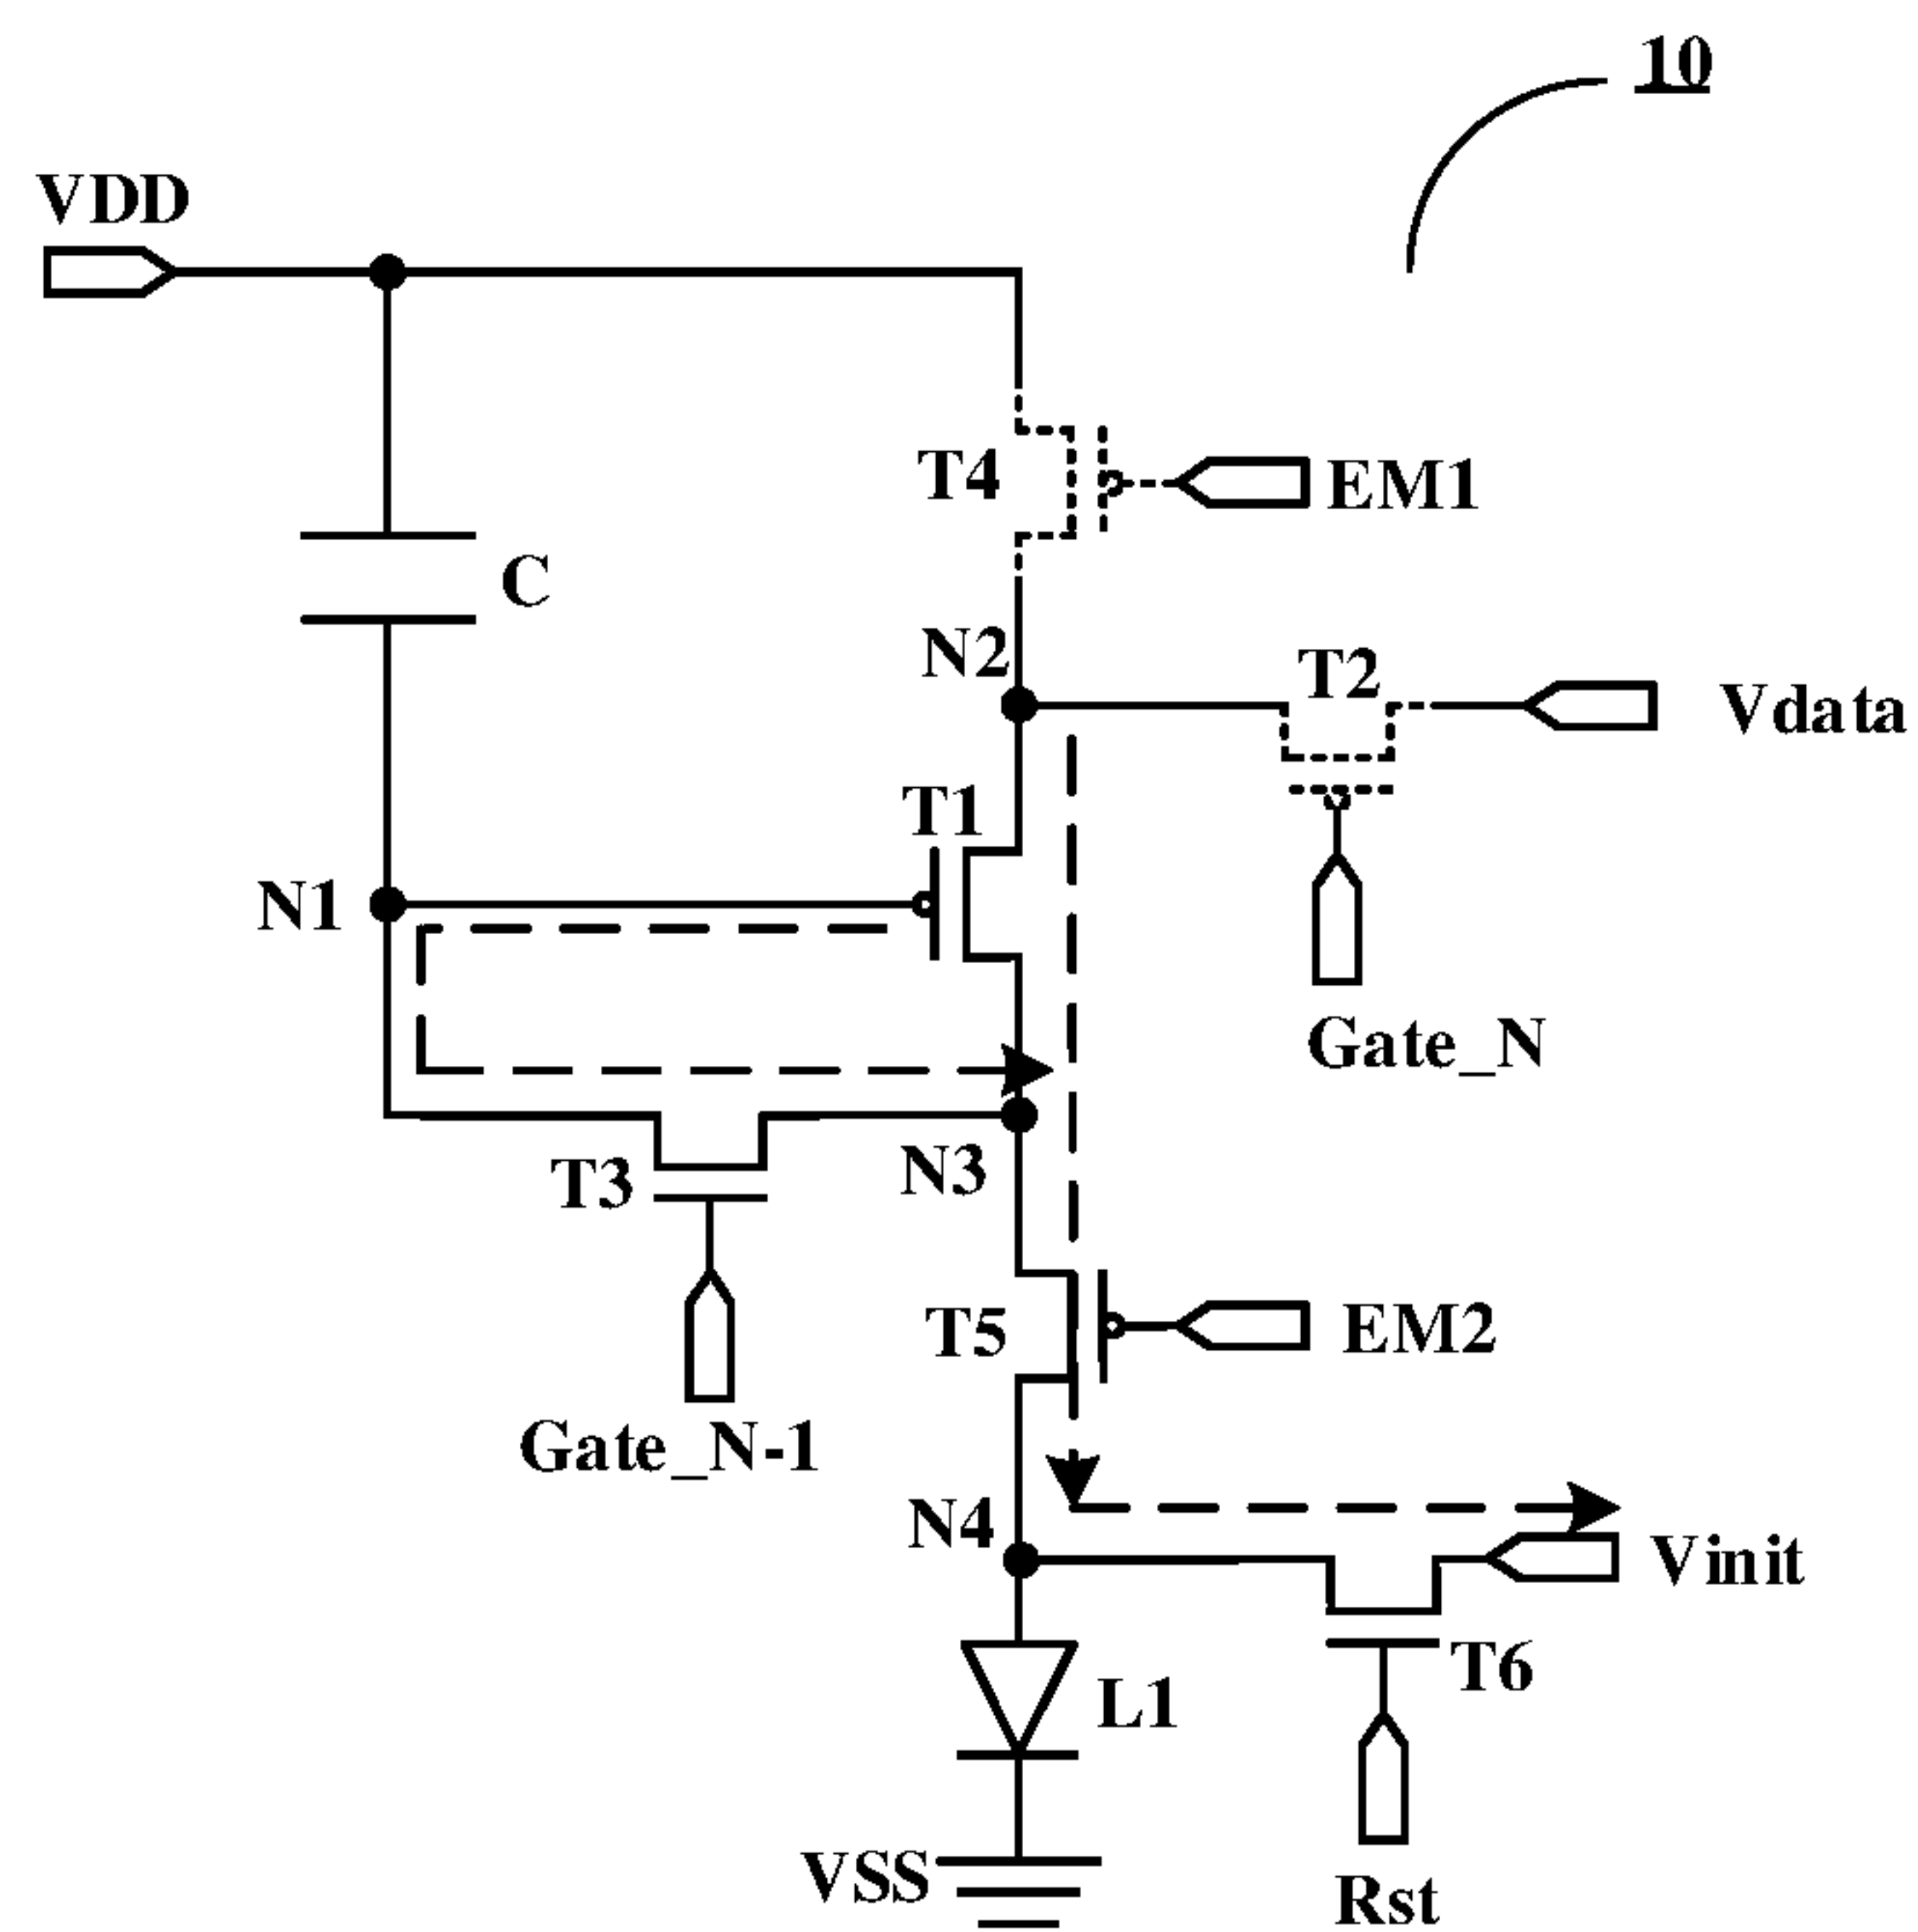 10
VDD
T4
EM1
C
N2
T2
Vdata
T1
N1
Gate_N
N3
T3
T5
EM2
Gate_N-1
N4
Vinit
T6
L1
VSS
Rst